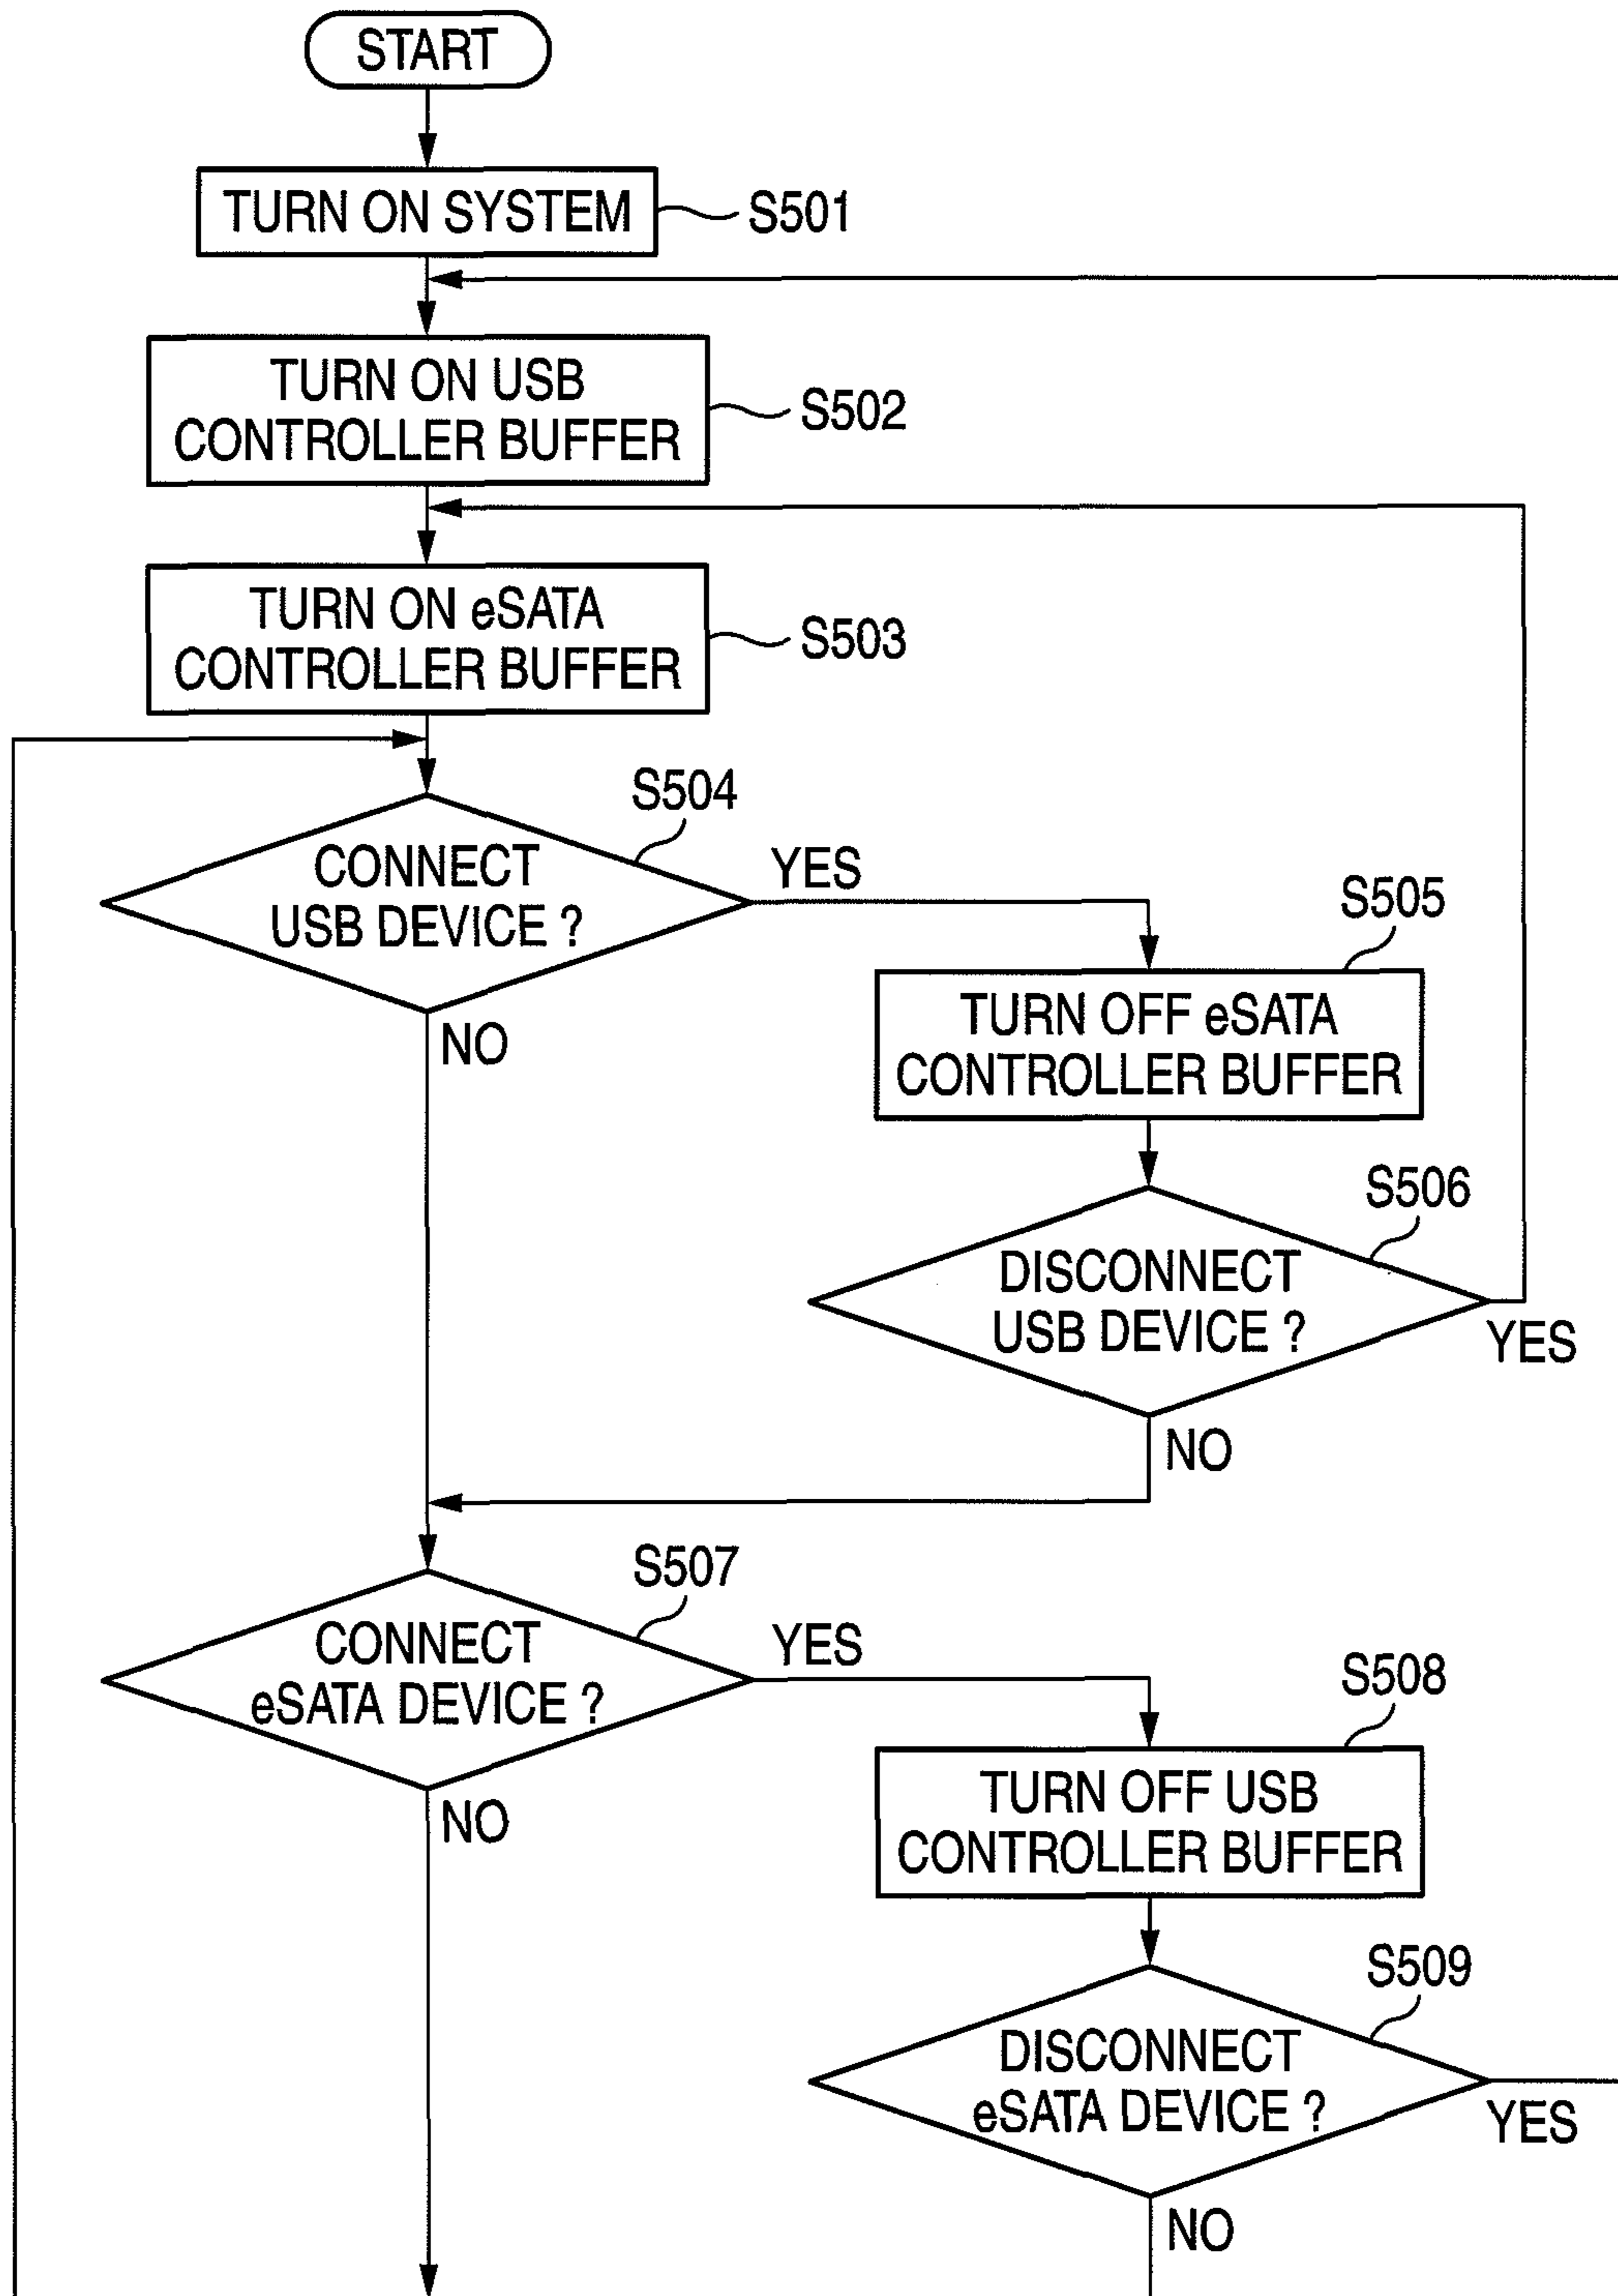 START
TURN ON SYSTEM
S501
TURN ON USB
CONTROLLER BUFFER
S502
TURN ON eSATA
CONTROLLER BUFFER
S503
S504
CONNECT
USB DEVICE ?
YES
NO
S505
TURN OFF eSATA
CONTROLLER BUFFER
S506
DISCONNECT
USB DEVICE ?
YES
NO
S507
CONNECT
eSATA DEVICE ?
YES
NO
S508
TURN OFF USB
CONTROLLER BUFFER
S509
DISCONNECT
eSATA DEVICE ?
YES
NO